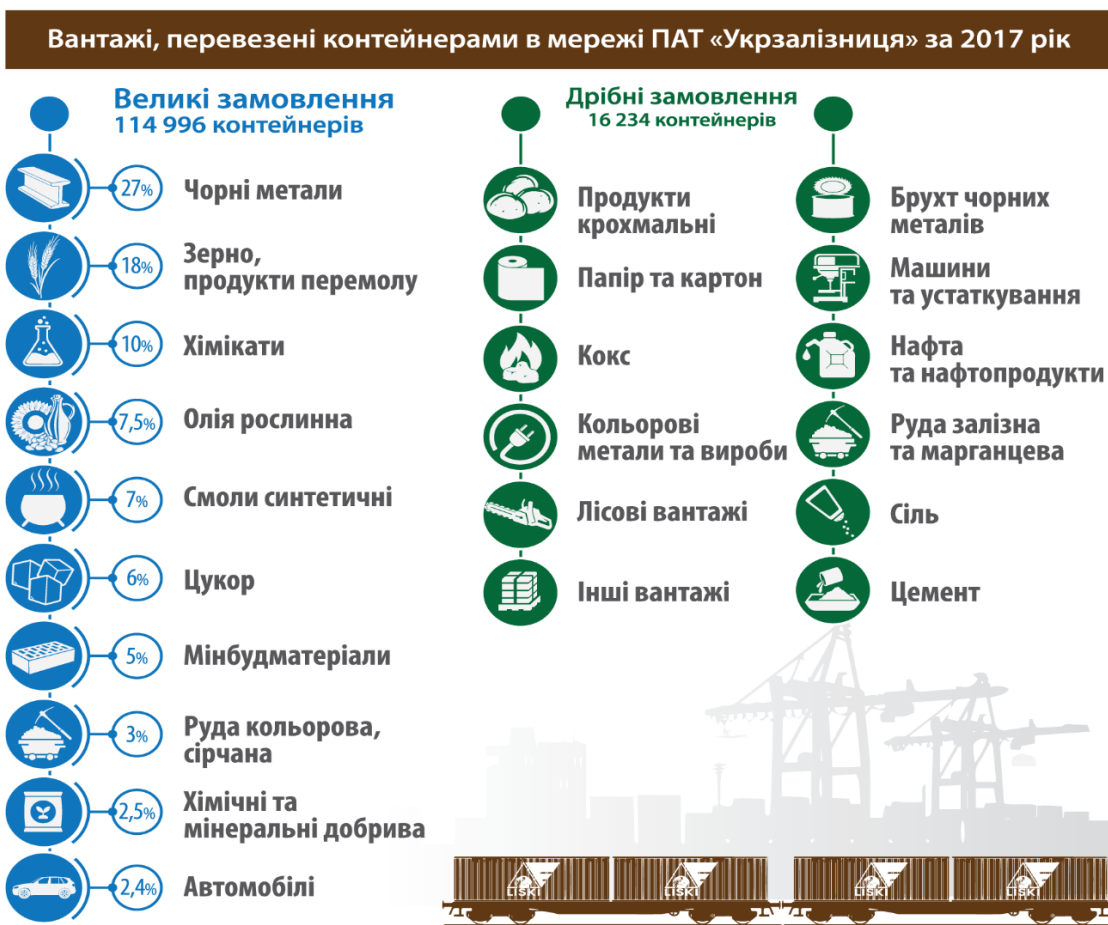 Вантажі, перевезені контейнерами в мережі ПАТ «Укрзалізниця» за 2017 рік
Великі замовлення
114 996 контейнерів
27%
Чорні метали
18%
Зерно,
продукти перемолу
10%
Хімікати
7,5%
Олія рослинна
7%
Смоли синтетичні
6%
Цукор
5%
Мінбудматеріали
3%
Руда кольорова,
сірчана
2,5%
Хімічні та
мінеральні добрива
2,4%
Автомобілі
Дрібні замовлення
16 234 контейнерів
Продукти
крохмальні
Папір та картон
Кокс
Кольорові
метали та вироби
Лісові вантажі
Інші вантажі
Брухт чорних
металів
Машини
та устаткування
Нафта
та нафтопродукти
Руда залізна
та марганцева
Сіль
Цемент
LISKI
LISKI
LISKI
LISKI